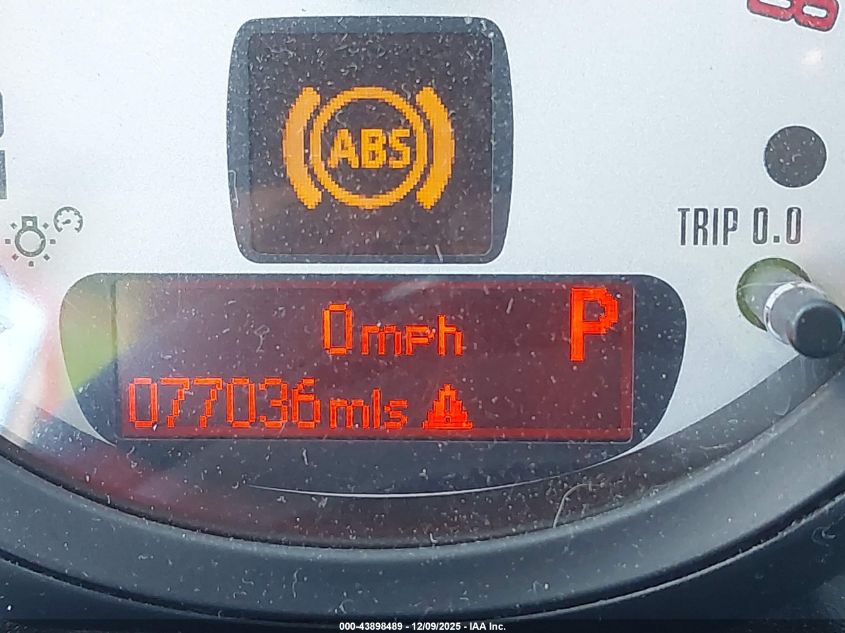 ABS
TRIP 0.0
0mph P
077036mls
000-43898489 - 12/09/2025 - IAA Inc.